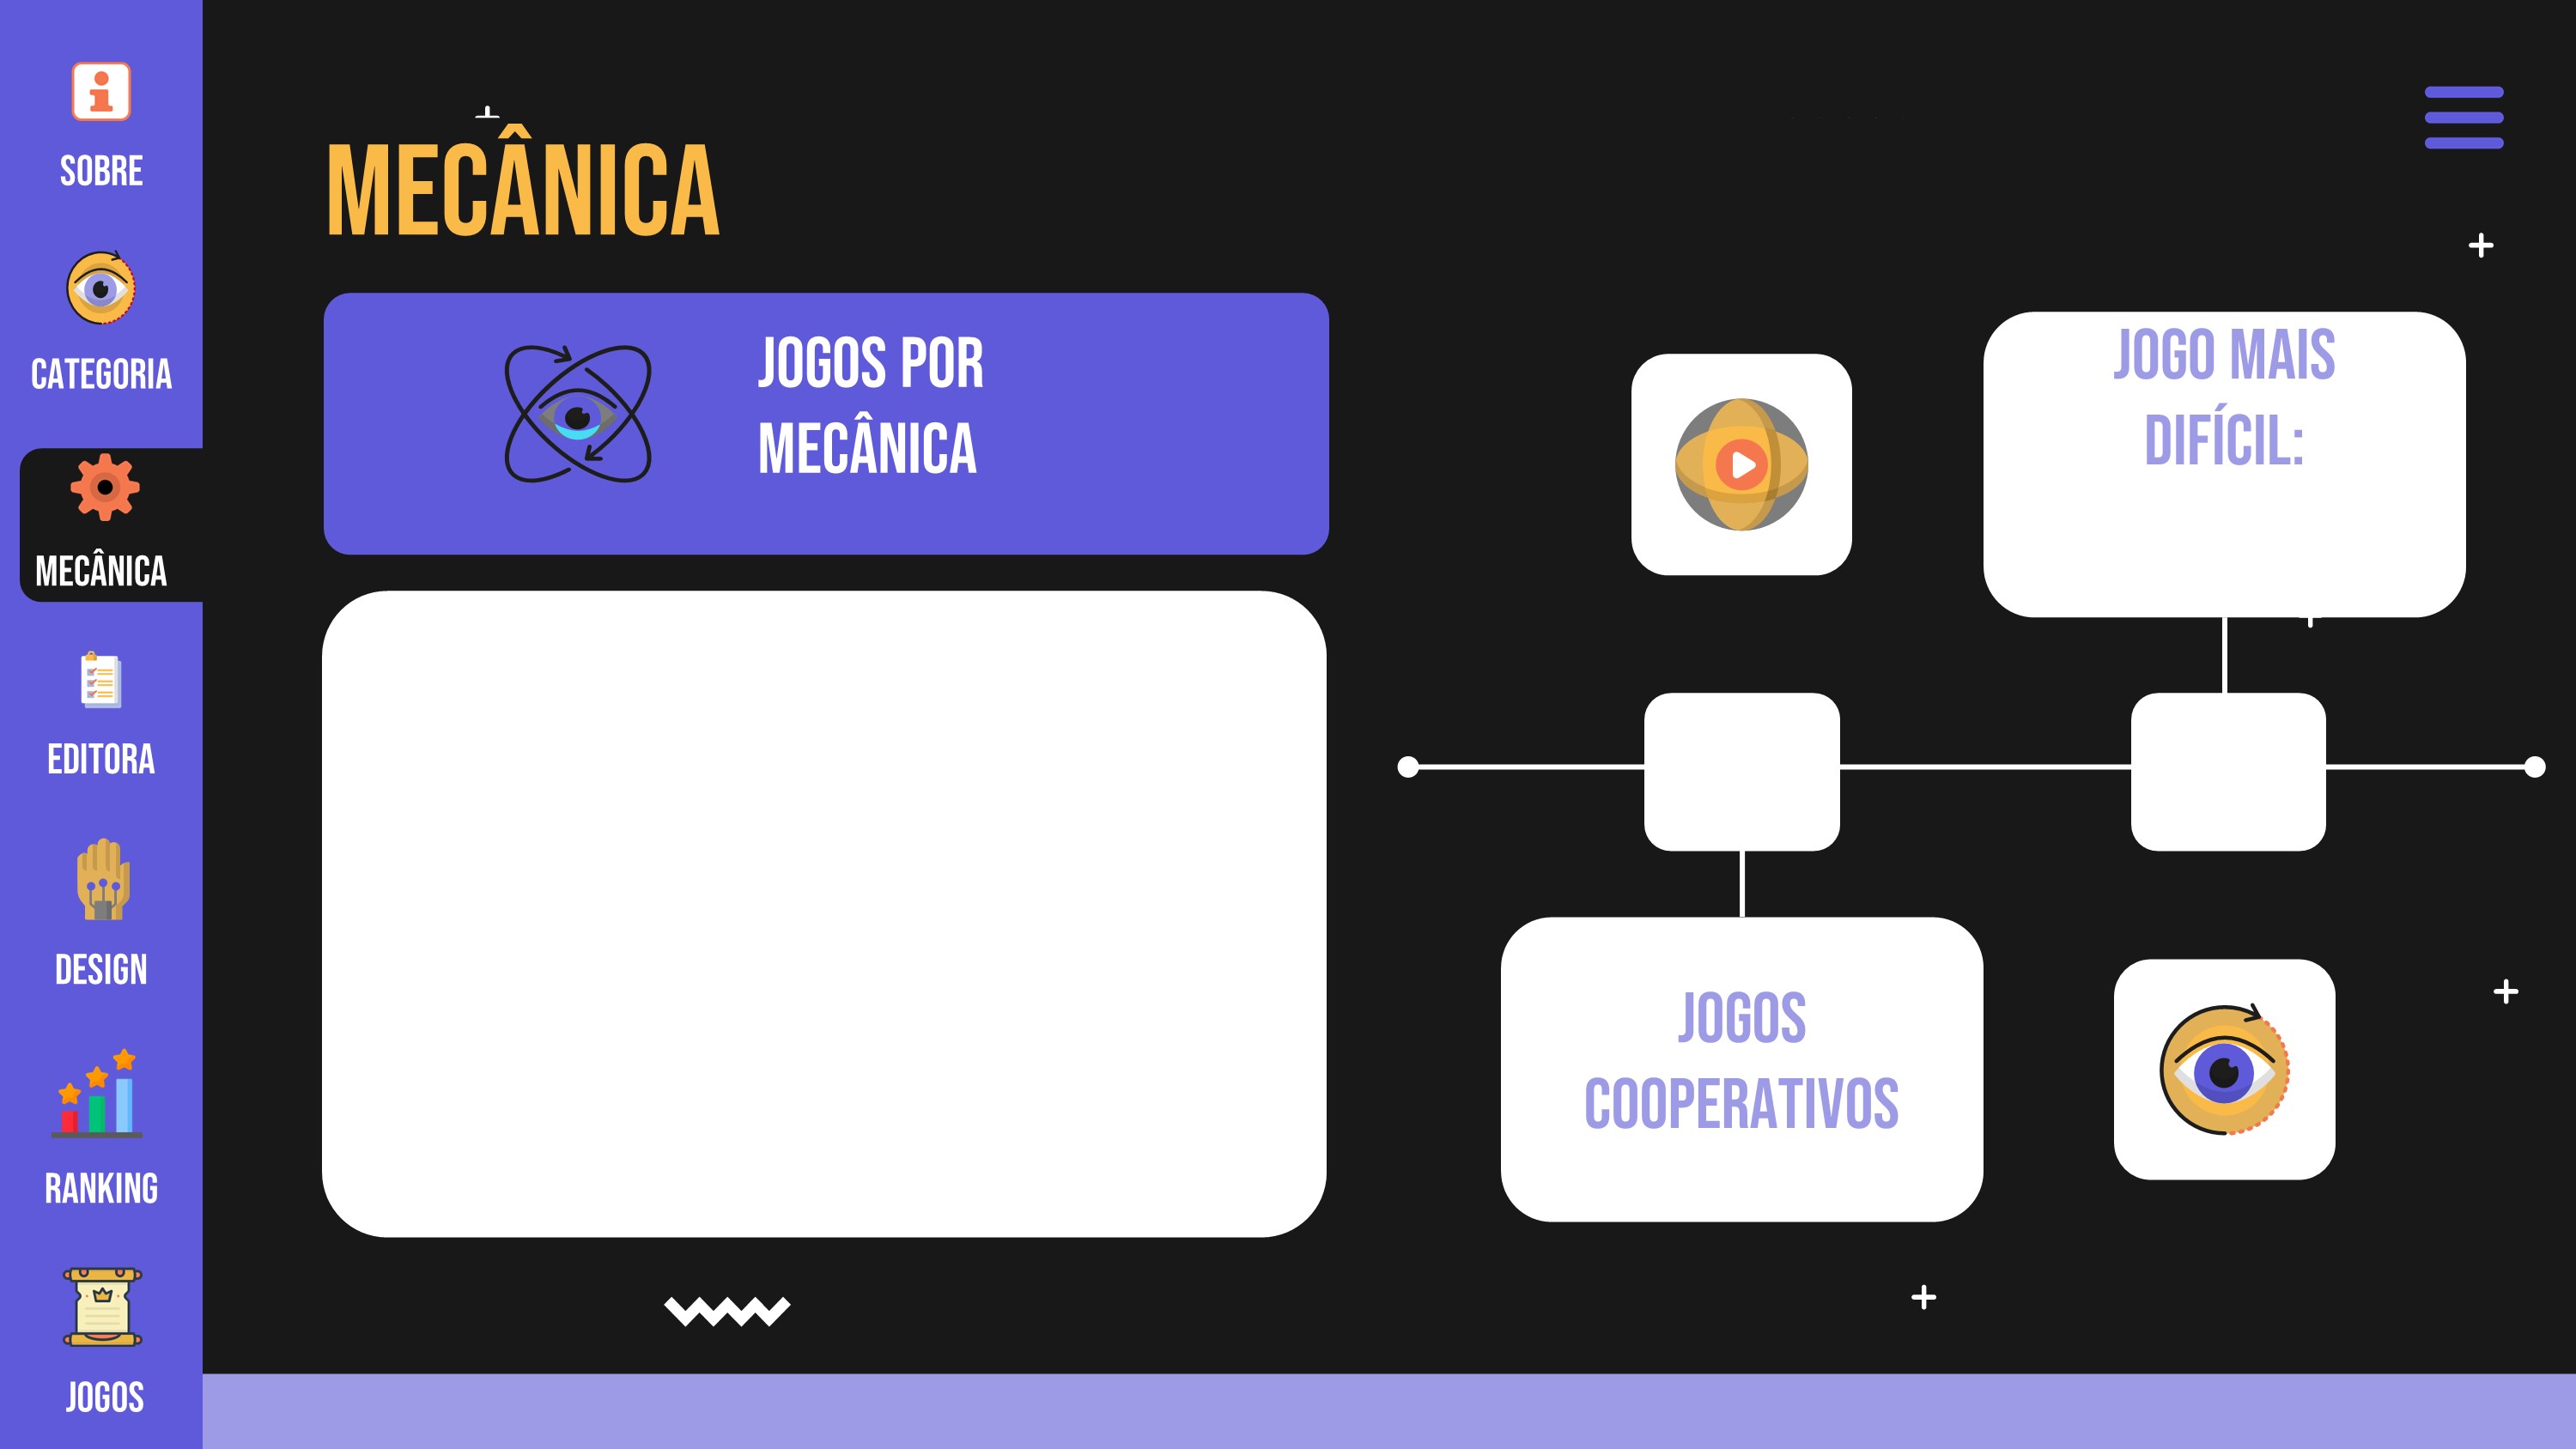 SOBRE
CATEGORIA
MECÂNICA
EDITORA
DESIGN
RANKING
JOGOS
MECÂNICA
JOGOS POR
MECÂNICA
JOGO MAIS
DIFÍCIL:
JOGOS
COOPERATIVOS